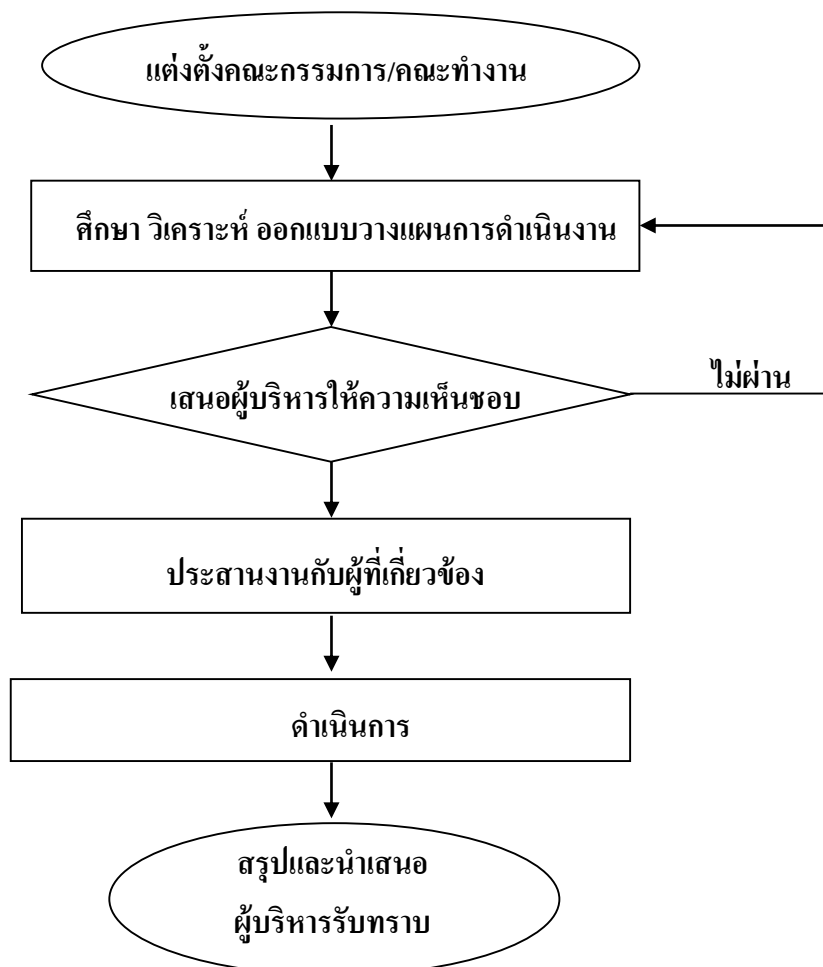 แต่งตั้งคณะกรรมการ/คณะทำงาน
ศึกษา วิเคราะห์ ออกแบบวางแผนการดำเนินงาน
เสนอผู้บริหารให้ความเห็นชอบ
ไม่ผ่าน
ประสานงานกับผู้ที่เกี่ยวข้อง
ดำเนินการ
สรุปและนำเสนอ
ผู้บริหารรับทราบ